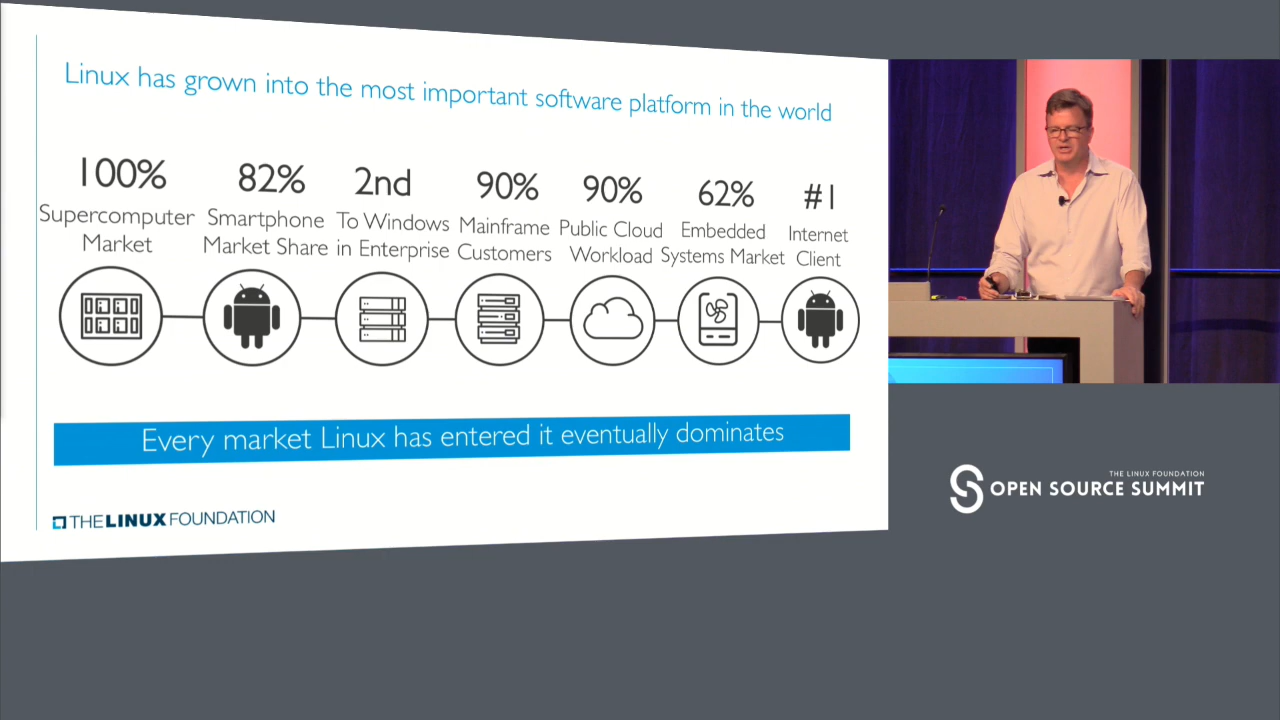 Linux has grown into the most important software platform in the world
100%
Supercomputer
Market
82%
Smartphone
Market Share
2nd
To Windows
in Enterprise
90%
Mainframe
Customers
90%
Public Cloud
Workload
62%
Embedded
Systems Market
#1
Internet
Client
Every market Linux has entered it eventually dominates
THE LINUX FOUNDATION
THE LINUX FOUNDATION
OPEN SOURCE SUMMIT